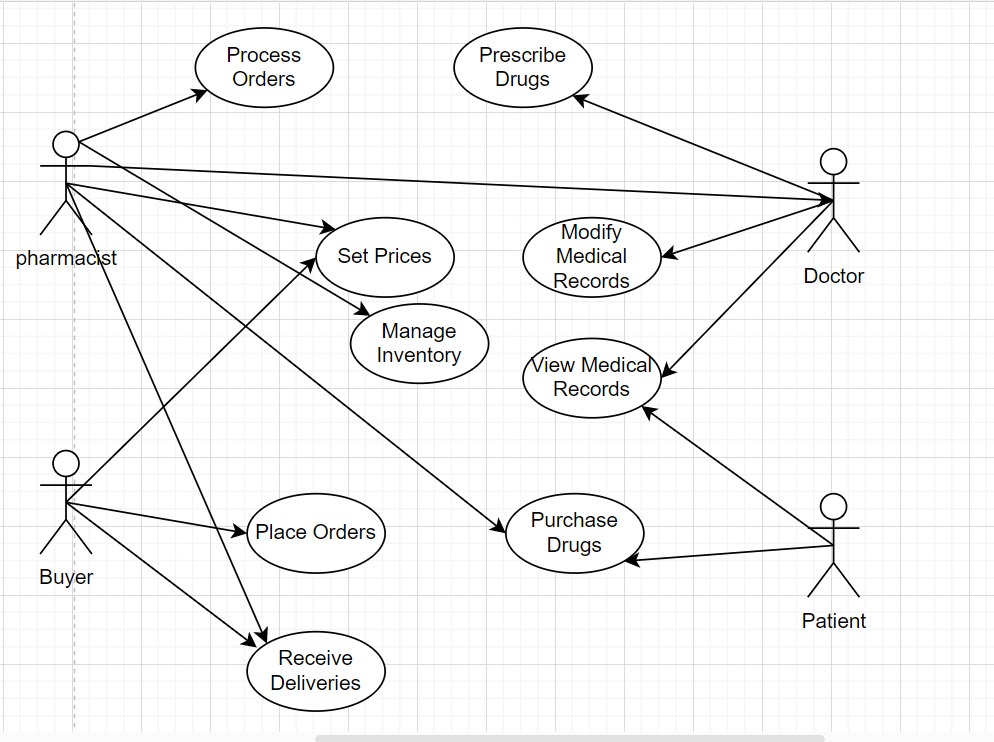 Process
Orders
Prescribe
Drugs
pharmacist
Set Prices
Modify
Medical
Records
Doctor
Manage
Inventory
View Medical
Records
Place Orders
Purchase
Drugs
Buyer
Patient
Receive
Deliveries